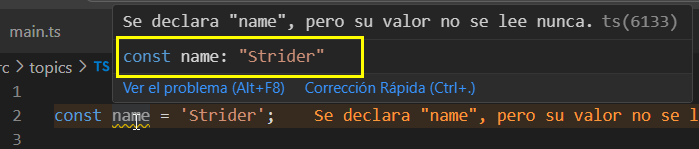 main.ts
Se declara "name", pero su valor no se lee nunca. ts(6133)
const name: "Strider"
Ver el problema (Alt+F8) Corrección Rápida (Ctrl+.)
rc > topics > TS
1
2 const name = 'Strider'; Se declara "name", pero su valor no se l
3